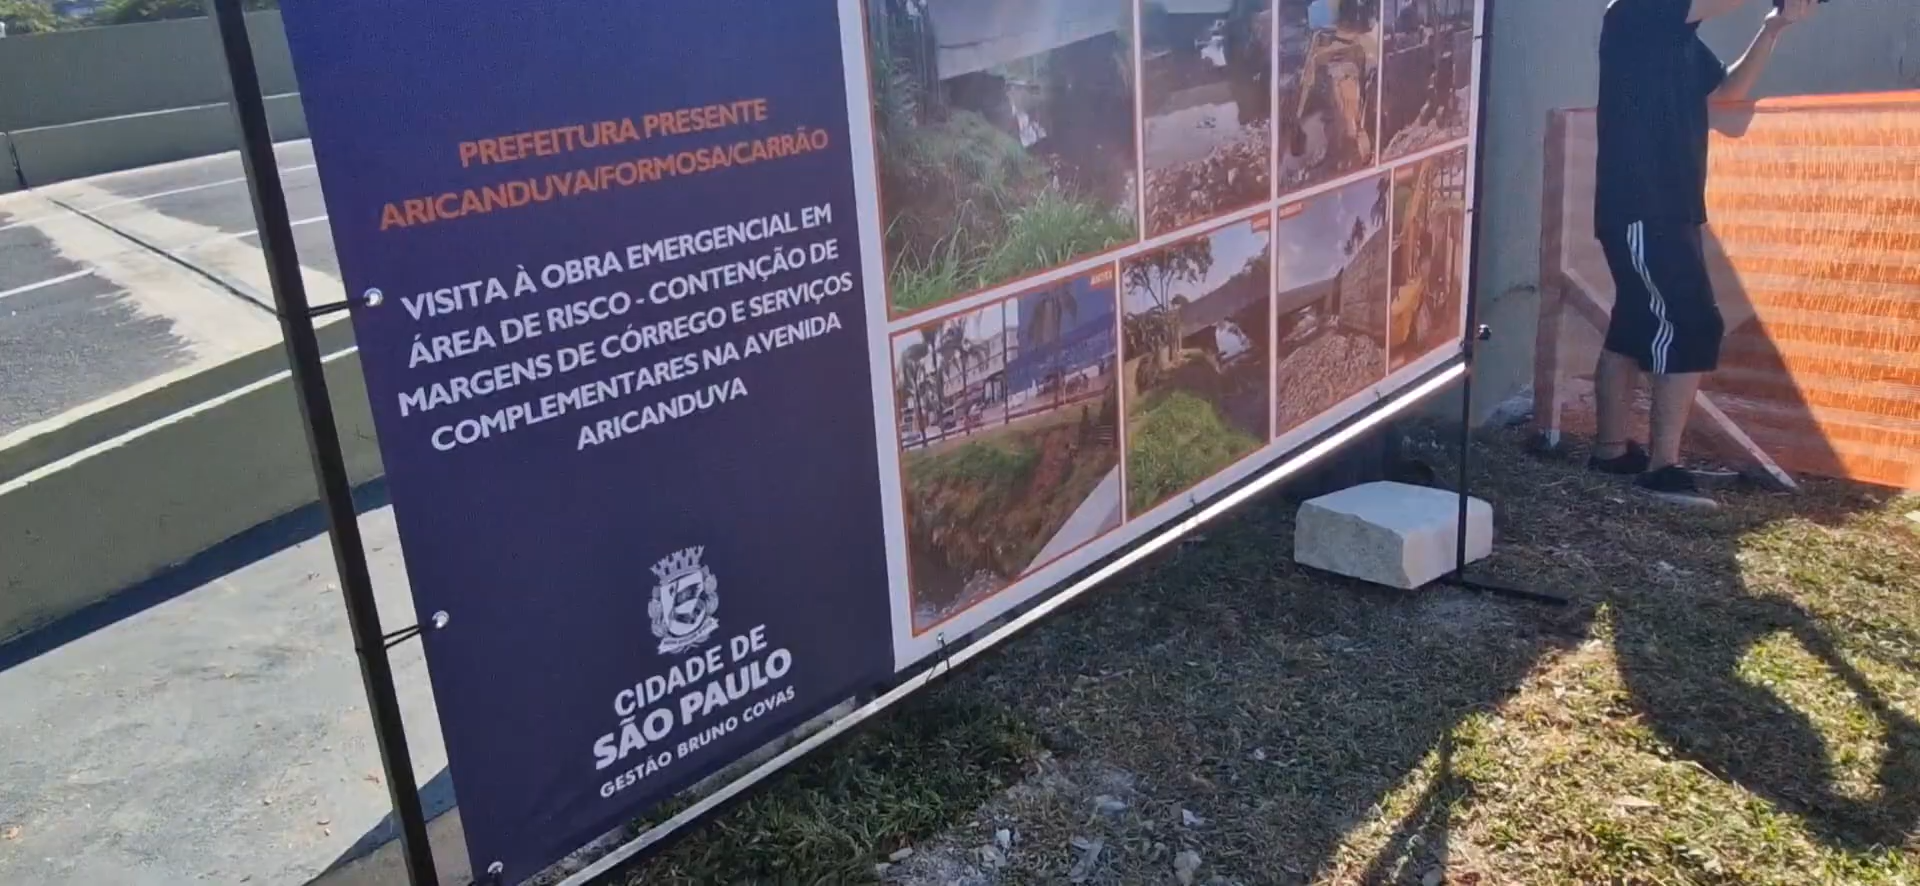 PREFEITURA PRESENTE
ARICANDUVA/FORMOSA/CARRÃO
VISITA À OBRA EMERGENCIAL EM
ÁREA DE RISCO - CONTENÇÃO DE
MARGENS DE CÓRREGO E SERVIÇOS
COMPLEMENTARES NA AVENIDA
ARICANDUVA
CIDADE DE
SÃO PAULO
GESTÃO BRUNO COVAS